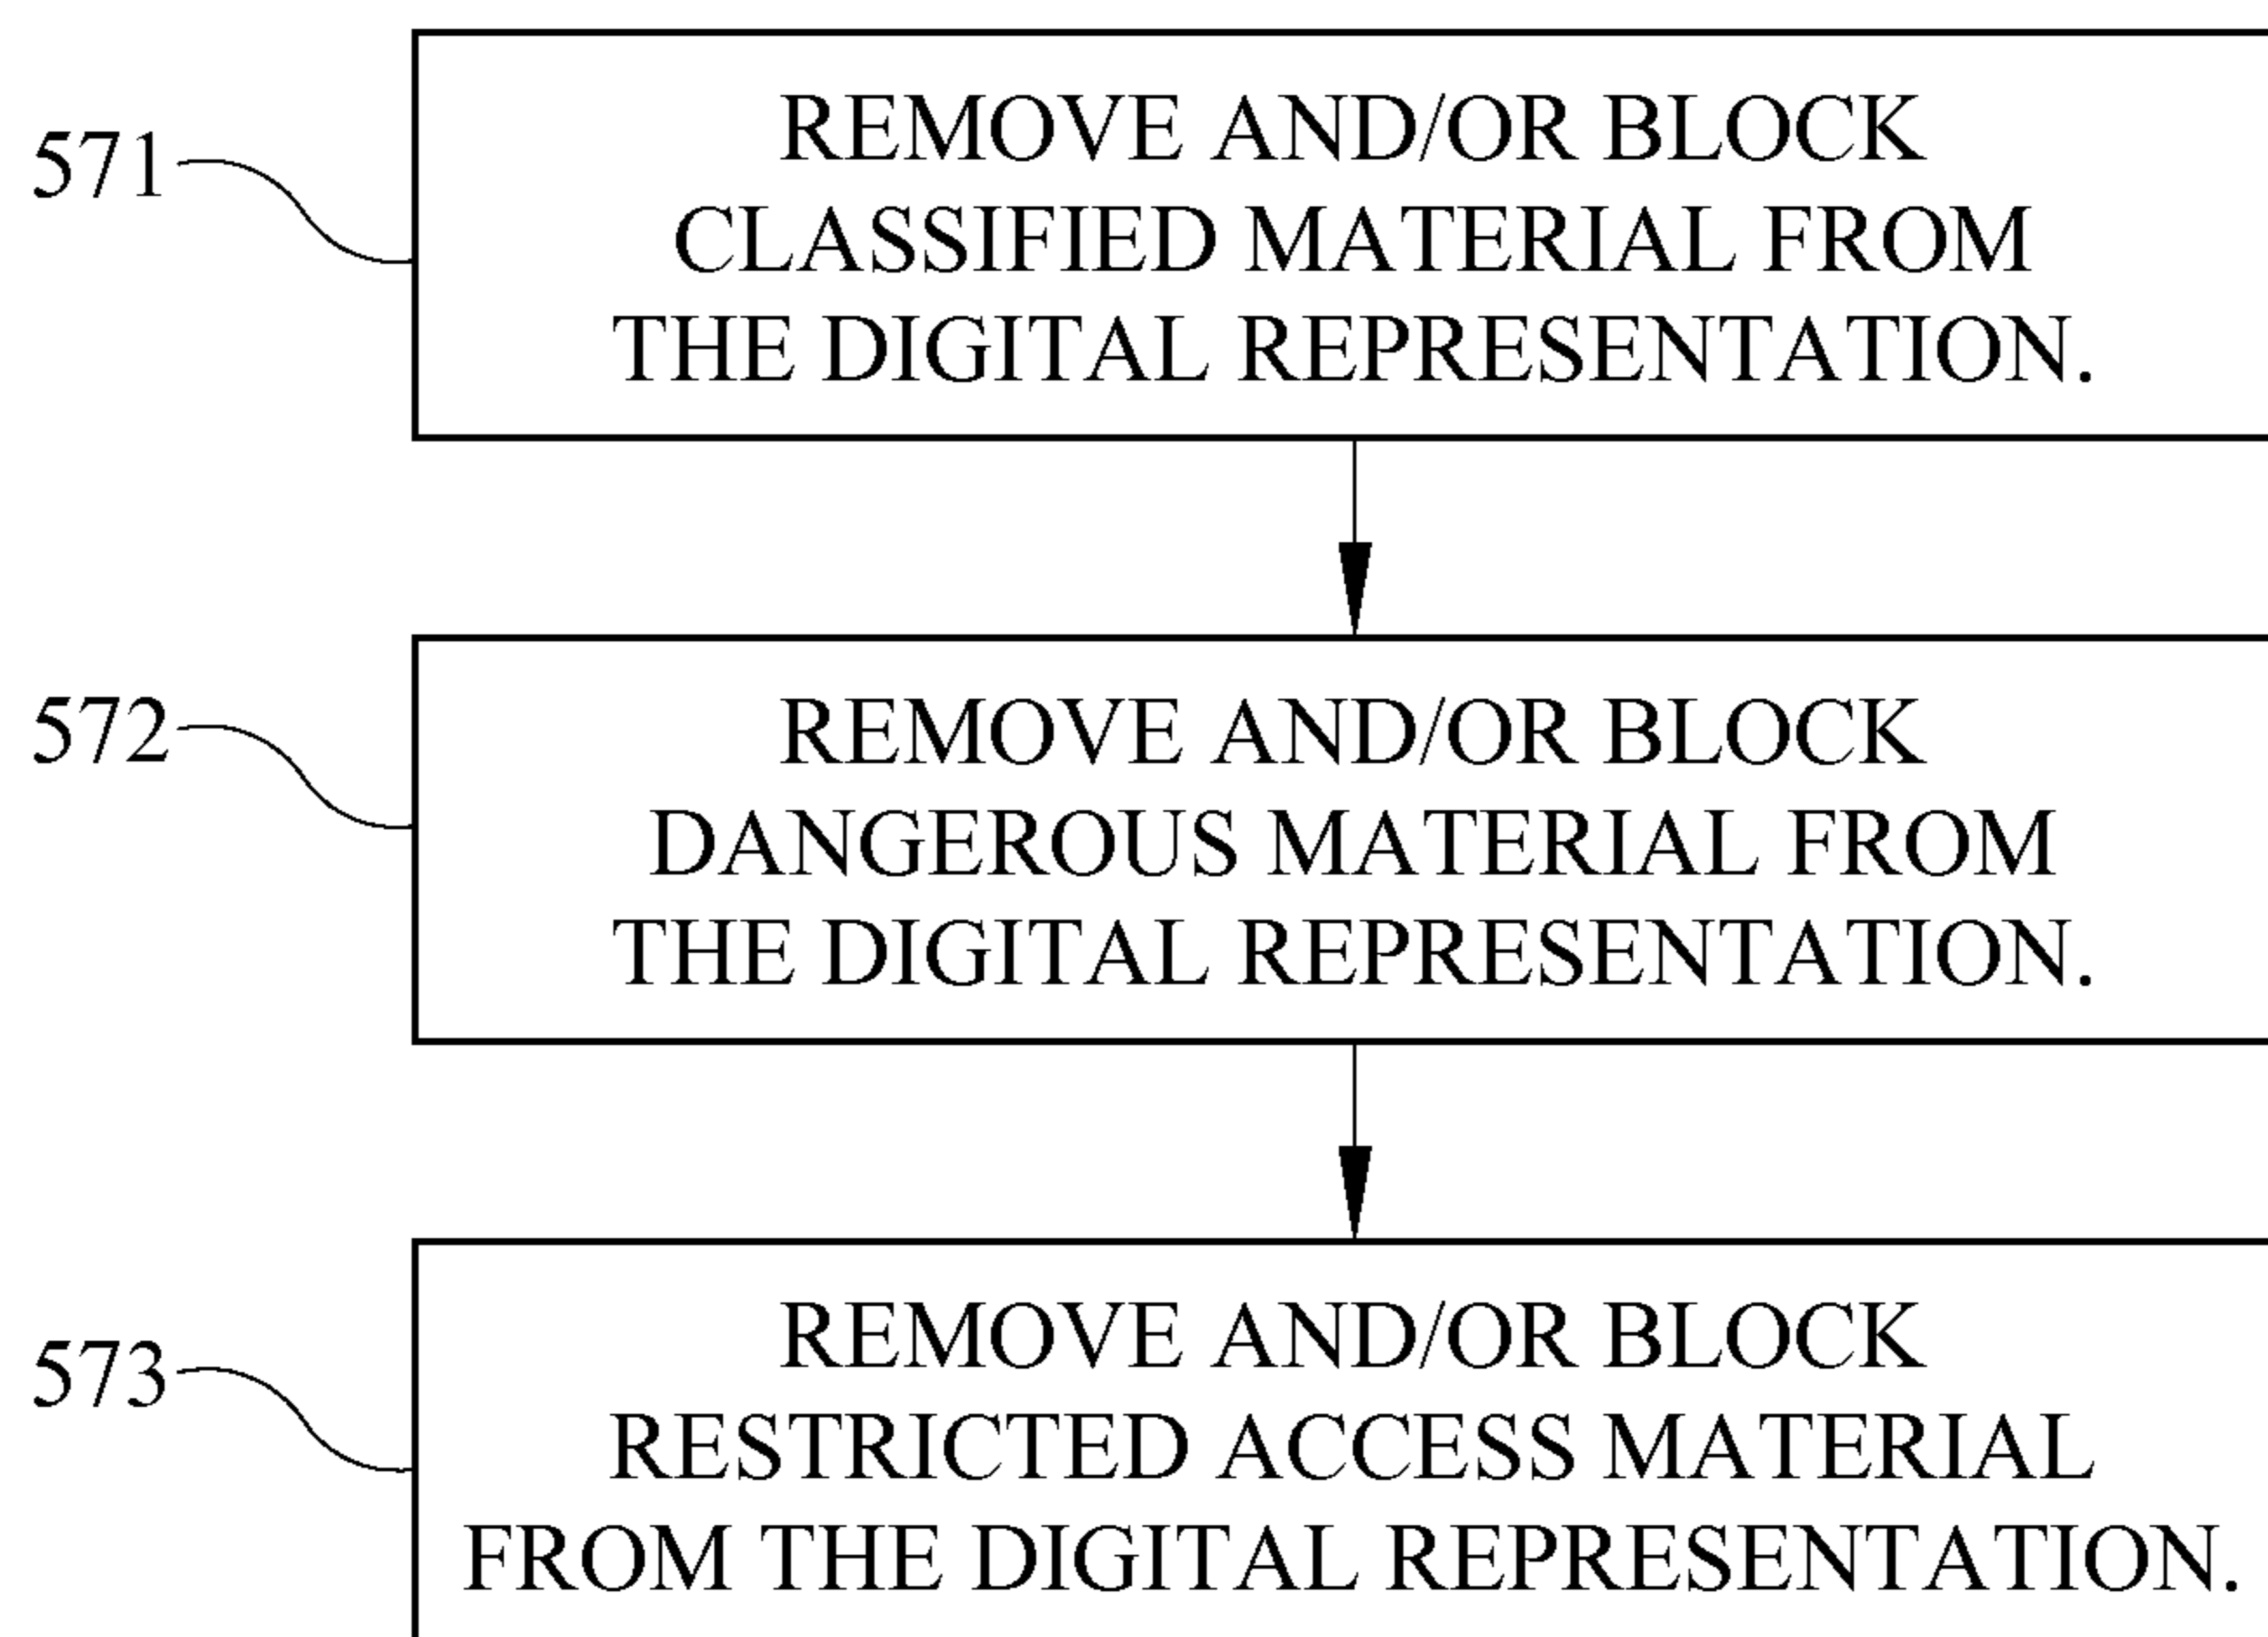 571
REMOVE AND/OR BLOCK
CLASSIFIED MATERIAL FROM
THE DIGITAL REPRESENTATION.
572
REMOVE AND/OR BLOCK
DANGEROUS MATERIAL FROM
THE DIGITAL REPRESENTATION.
573
REMOVE AND/OR BLOCK
RESTRICTED ACCESS MATERIAL
FROM THE DIGITAL REPRESENTATION.